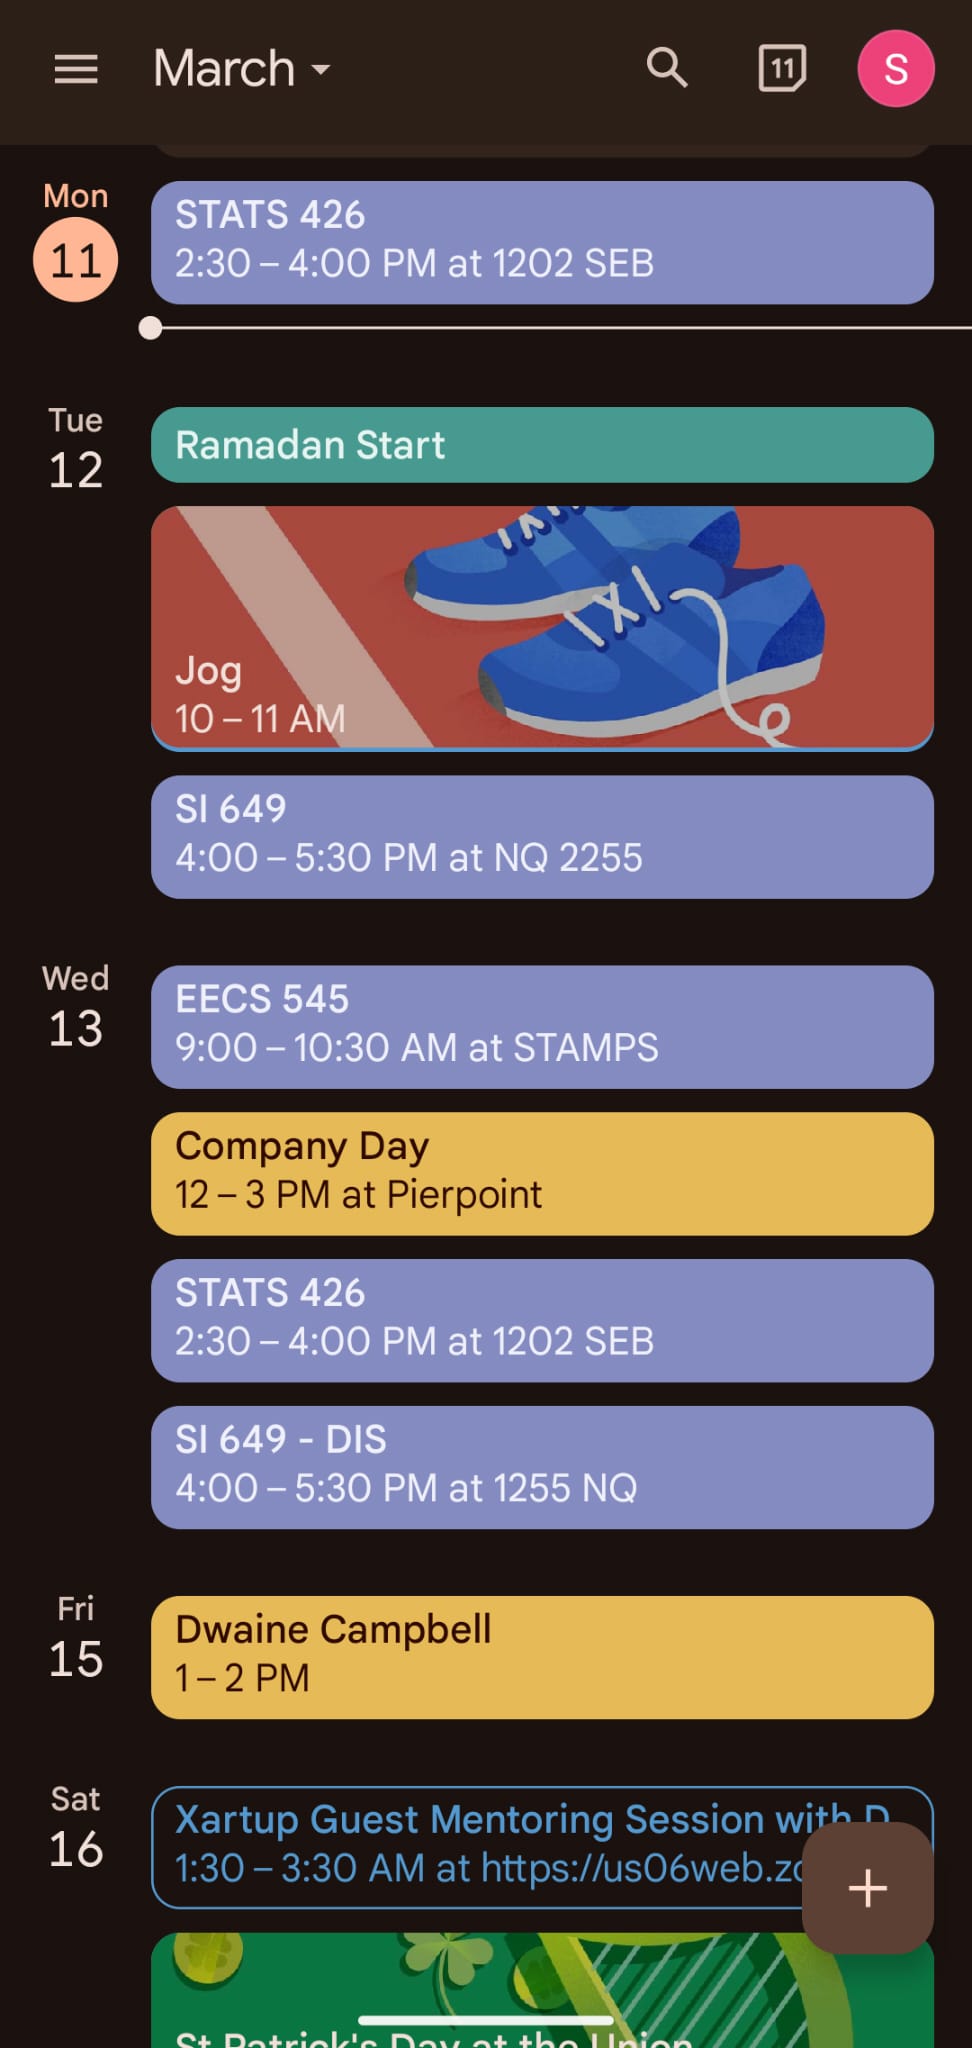 March
11
S
Mon
11
STATS 426
2:30 – 4:00 PM at 1202 SEB
Tue
12
Ramadan Start
Jog
10 – 11 AM
SI 649
4:00 – 5:30 PM at NQ 2255
Wed
13
EECS 545
9:00 – 10:30 AM at STAMPS
Company Day
12 – 3 PM at Pierpoint
STATS 426
2:30 – 4:00 PM at 1202 SEB
SI 649 - DIS
4:00 – 5:30 PM at 1255 NQ
Fri
15
Dwaine Campbell
1 – 2 PM
Sat
16
Xartup Guest Mentoring Session with D
1:30 – 3:30 AM at https://us06web.zo
St Patrick's Day at the Union